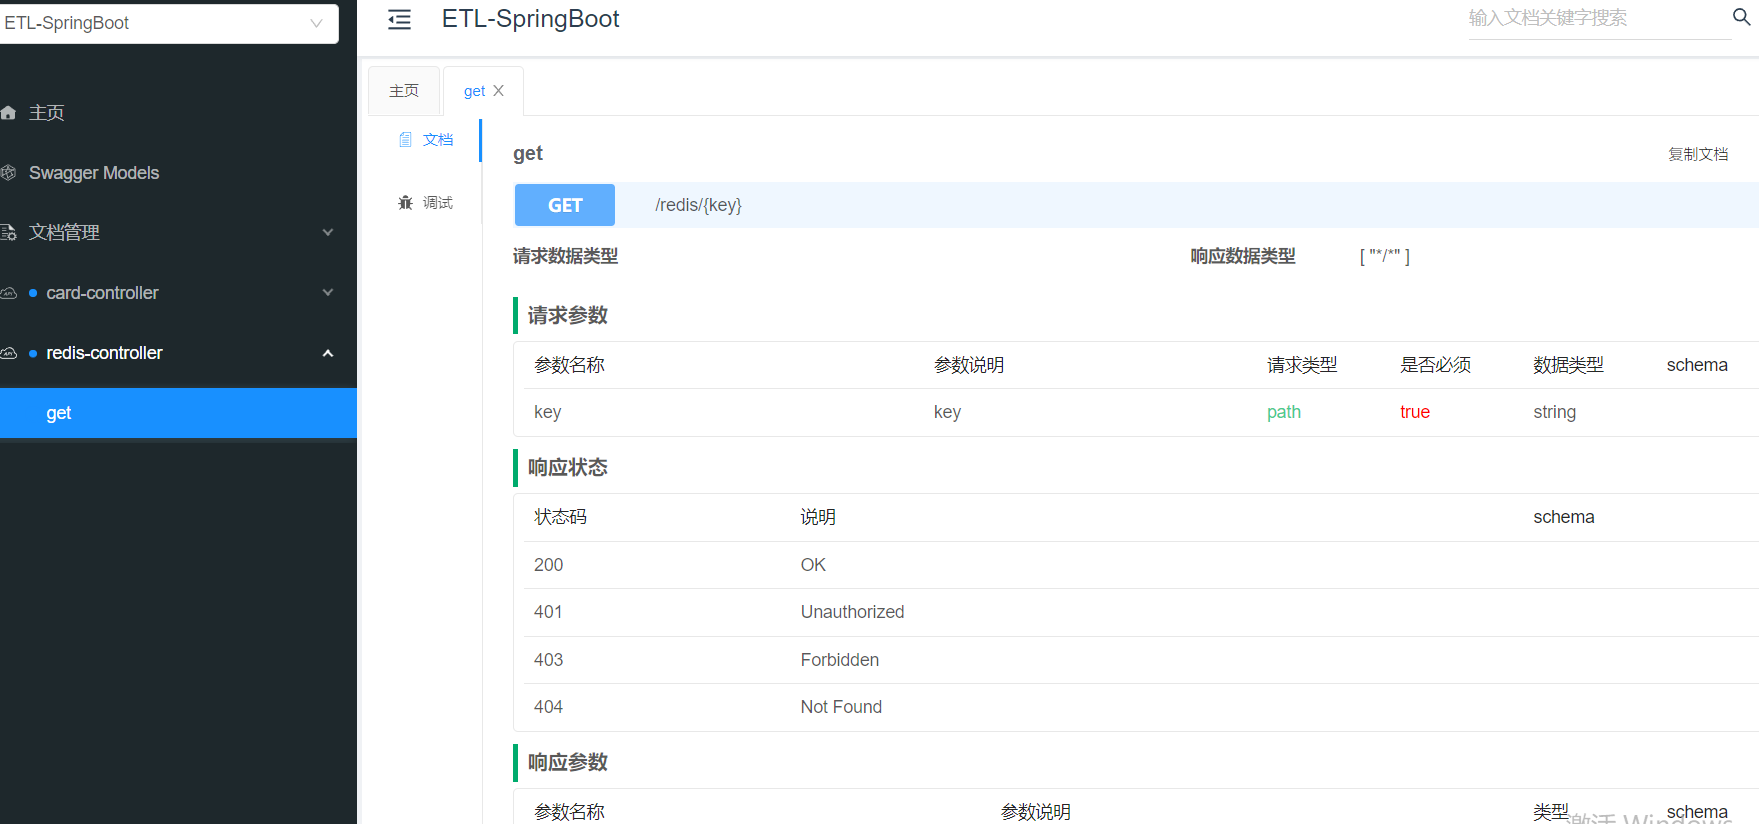 ETL-SpringBoot
主页
Swagger Models
文档管理
card-controller
redis-controller
get
ETL-SpringBoot
输入文档关键字搜索
主页
get
文档
调试
get
复制文档
GET /redis/{key}
请求数据类型 响应数据类型 [ "*/*" ]
请求参数
参数名称 参数说明 请求类型 是否必须 数据类型 schema
key key path true string
响应状态
状态码 说明 schema
200 OK
401 Unauthorized
403 Forbidden
404 Not Found
响应参数
参数名称 参数说明 类型 schema
激活 Windows